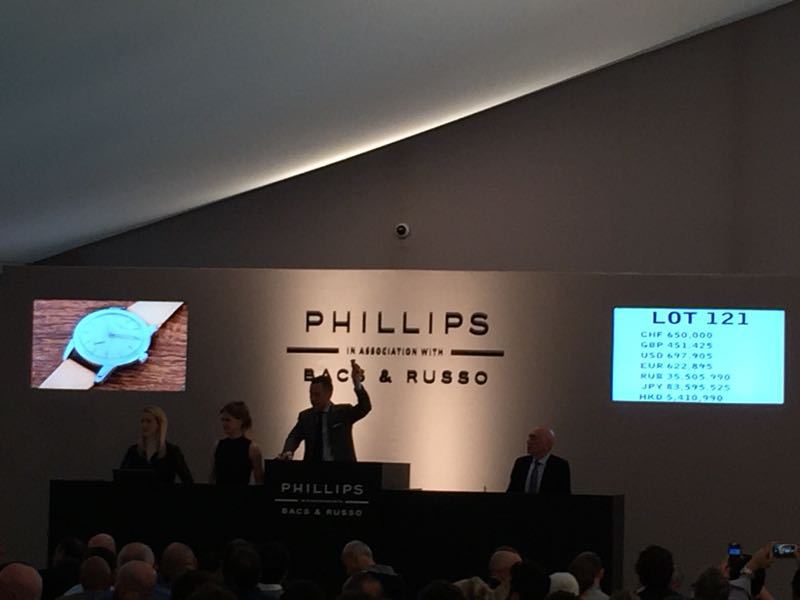 PHILLIPS
IN ASSOCIATION WITH
BACS & RUSSO
LOT 121
CHF 650,000
GBP 451,425
USD 697,905
EUR 622,895
RUB 35,505,990
JPY 83,595,525
HKD 5,410,990
PHILLIPS
BACS & RUSSO